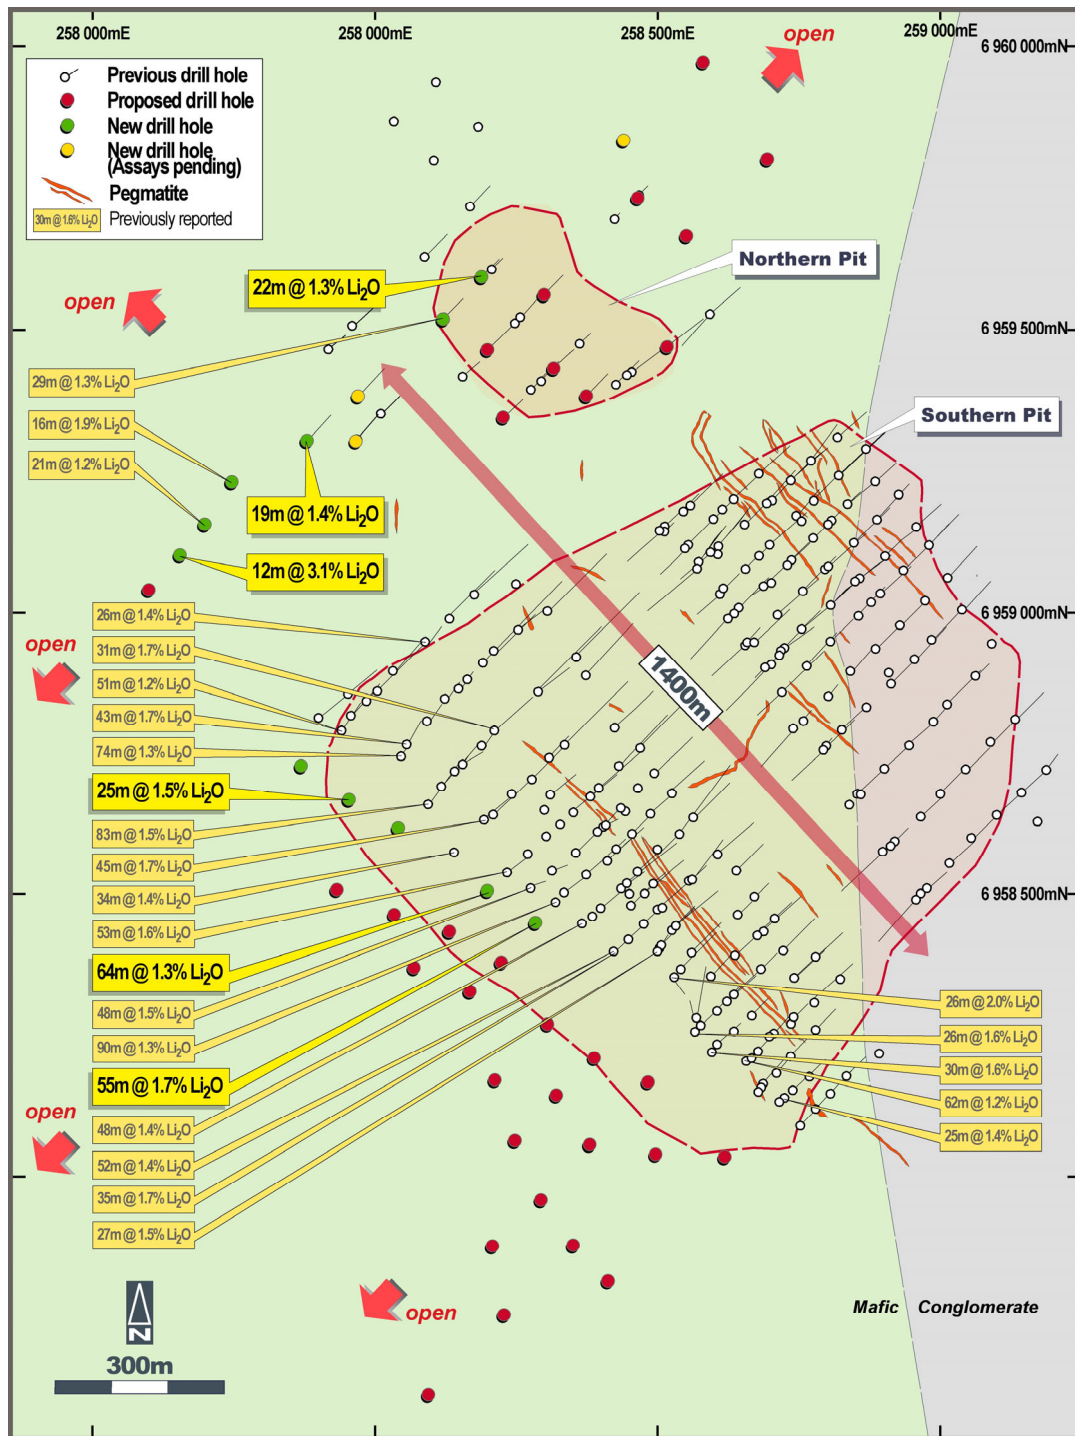 258 000mE
258 000mE
258 500mE
259 000mE
open
6 960 000mN
Previous drill hole
Proposed drill hole
New drill hole
New drill hole
(Assays pending)
Pegmatite
30m @ 1.6% Li2O
Previously reported
Northern Pit
22m @ 1.3% Li2O
open
6 959 500mN
29m @ 1.3% Li2O
16m @ 1.9% Li2O
21m @ 1.2% Li2O
Southern Pit
19m @ 1.4% Li2O
12m @ 3.1% Li2O
6 959 000mN
26m @ 1.4% Li2O
open
31m @ 1.7% Li2O
51m @ 1.2% Li2O
43m @ 1.7% Li2O
74m @ 1.3% Li2O
1400m
25m @ 1.5% Li2O
83m @ 1.5% Li2O
45m @ 1.7% Li2O
34m @ 1.4% Li2O
6 958 500mN
53m @ 1.6% Li2O
64m @ 1.3% Li2O
48m @ 1.5% Li2O
90m @ 1.3% Li2O
55m @ 1.7% Li2O
48m @ 1.4% Li2O
52m @ 1.4% Li2O
35m @ 1.7% Li2O
27m @ 1.5% Li2O
26m @ 2.0% Li2O
26m @ 1.6% Li2O
30m @ 1.6% Li2O
62m @ 1.2% Li2O
25m @ 1.4% Li2O
open
open
Mafic
Conglomerate
N
300m